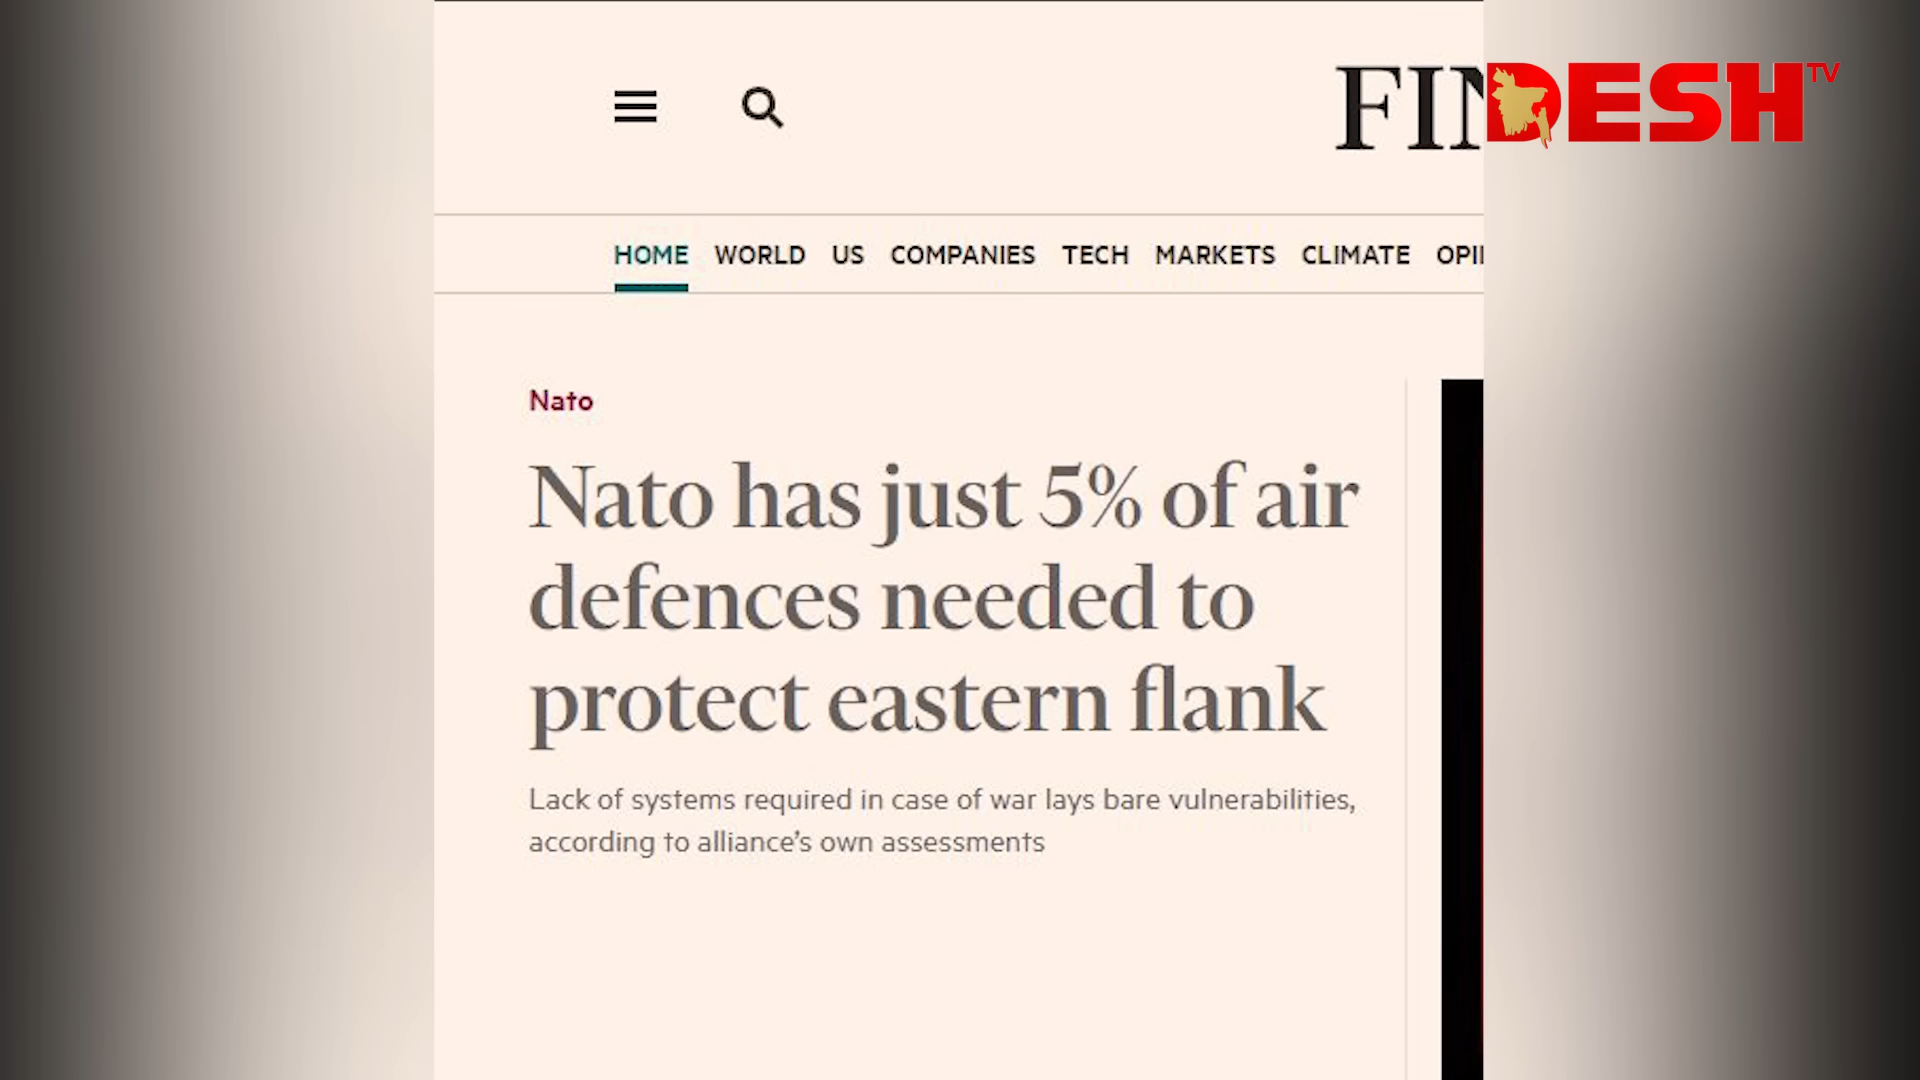 FIN
DESH TV
HOME WORLD US COMPANIES TECH MARKETS CLIMATE OPI
Nato
Nato has just 5% of air
defences needed to
protect eastern flank
Lack of systems required in case of war lays bare vulnerabilities,
according to alliance’s own assessments